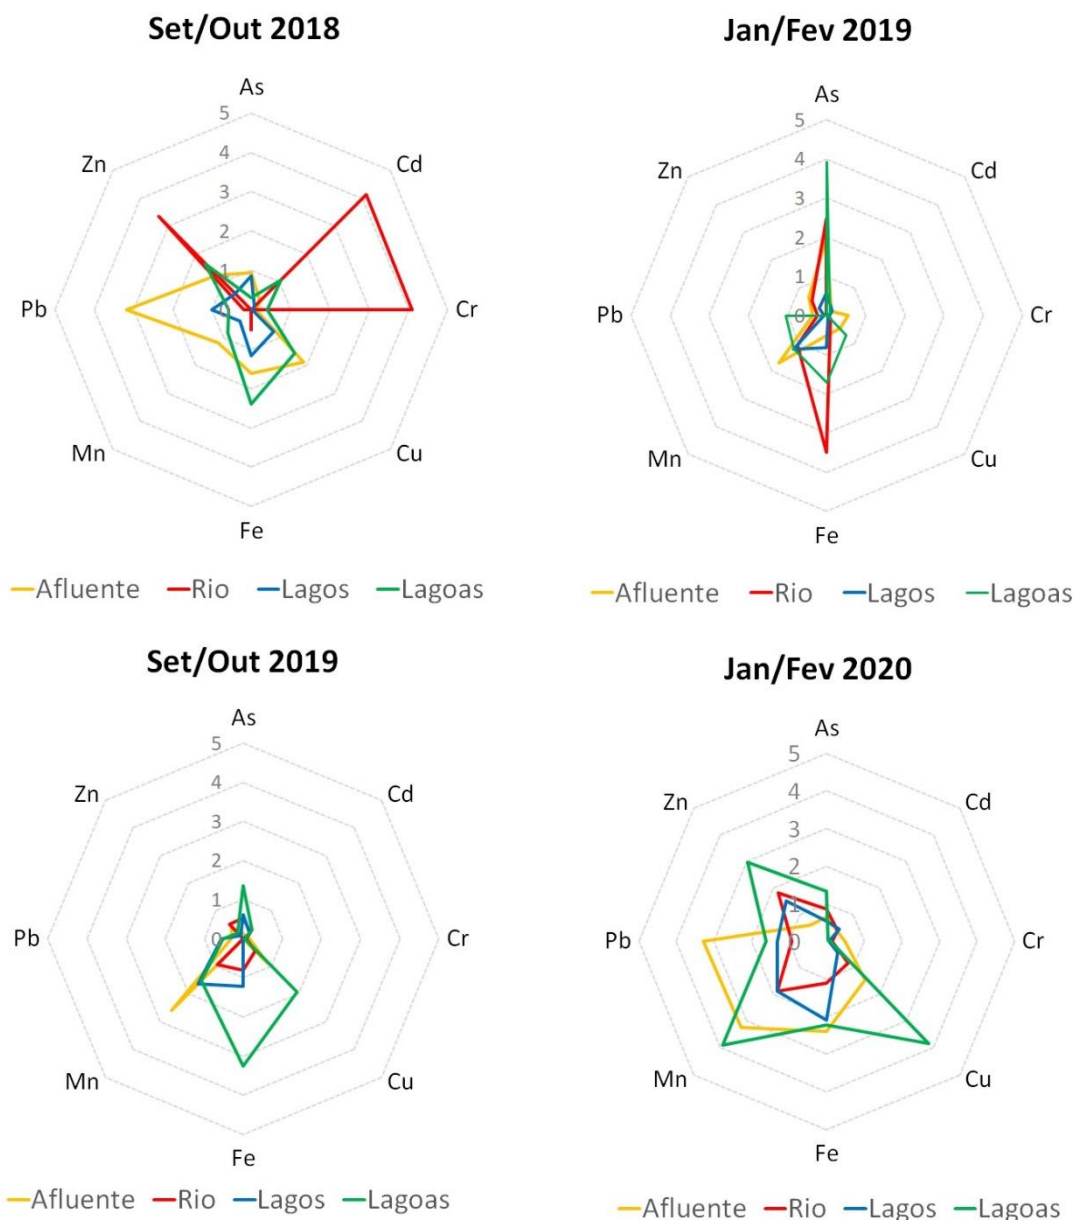 Set/Out 2018
As
5
4
3
2
1
Zn
Cd
Pb
Cr
Mn
Cu
Fe
Afluente Rio Lagos Lagoas
Jan/Fev 2019
As
5
4
3
2
1
0
Zn
Cd
Pb
Cr
Mn
Cu
Fe
Afluente Rio Lagos Lagoas
Set/Out 2019
As
5
4
3
2
1
0
Zn
Cd
Pb
Cr
Mn
Cu
Fe
Afluente Rio Lagos Lagoas
Jan/Fev 2020
As
5
4
3
2
1
0
Zn
Cd
Pb
Cr
Mn
Cu
Fe
Afluente Rio Lagos Lagoas